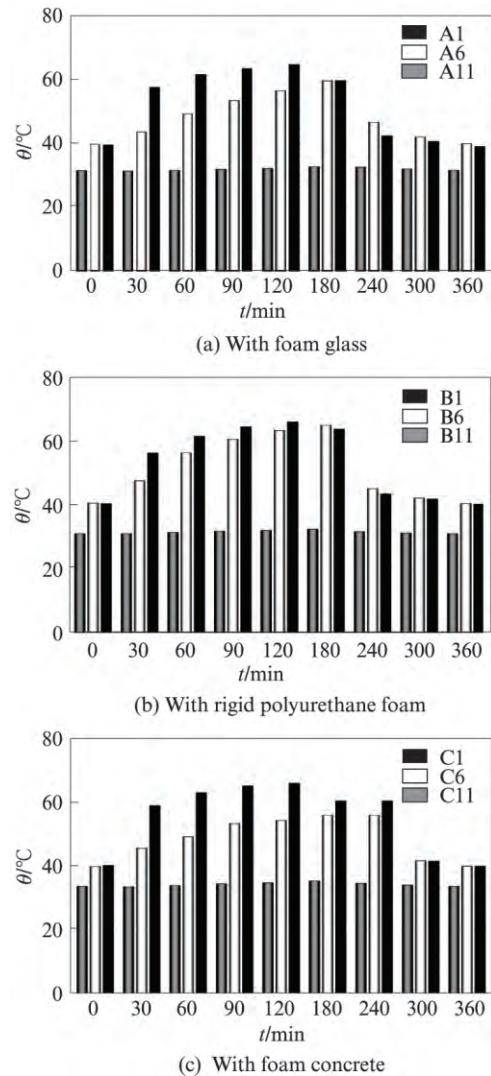 80
60
40
20
0
θ/℃
A1
A6
A11
0 30 60 90 120 180 240 300 360
t/min
(a) With foam glass
80
60
40
20
0
θ/℃
B1
B6
B11
0 30 60 90 120 180 240 300 360
t/min
(b) With rigid polyurethane foam
80
60
40
20
0
θ/℃
C1
C6
C11
0 30 60 90 120 180 240 300 360
t/min
(c) With foam concrete